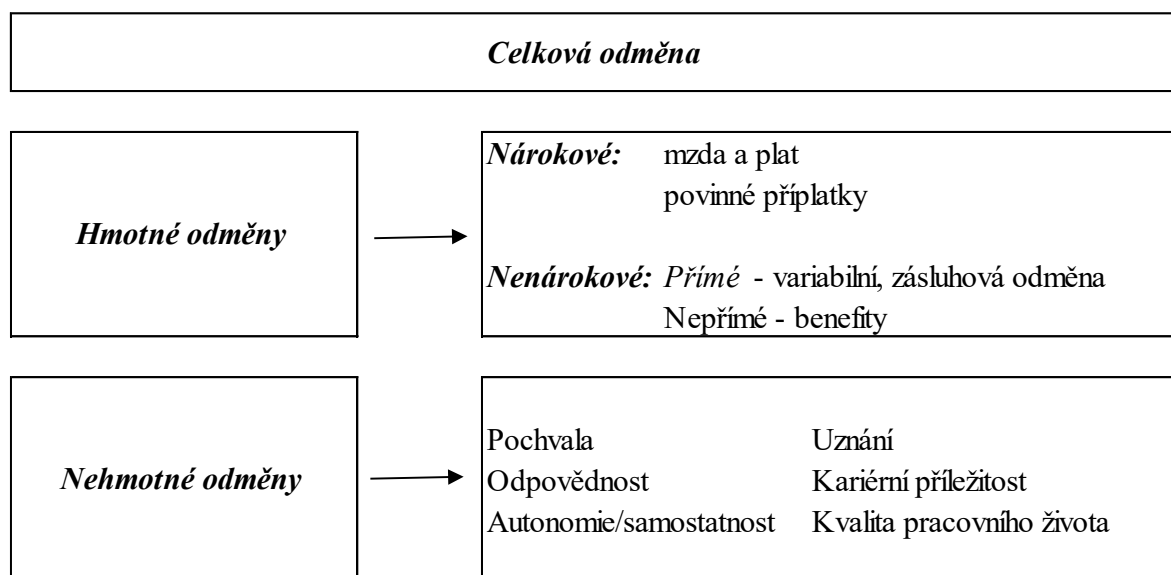 Celková odměna
Hmotné odměny
Nárokové: mzda a plat
povinné příplatky
Nenárokové: Přímé - variabilní, zásluhová odměna
Nepřímé - benefity
Nehmotné odměny
Pochvala Uznání
Odpovědnost Kariérní příležitost
Autonomie/samostatnost Kvalita pracovního života